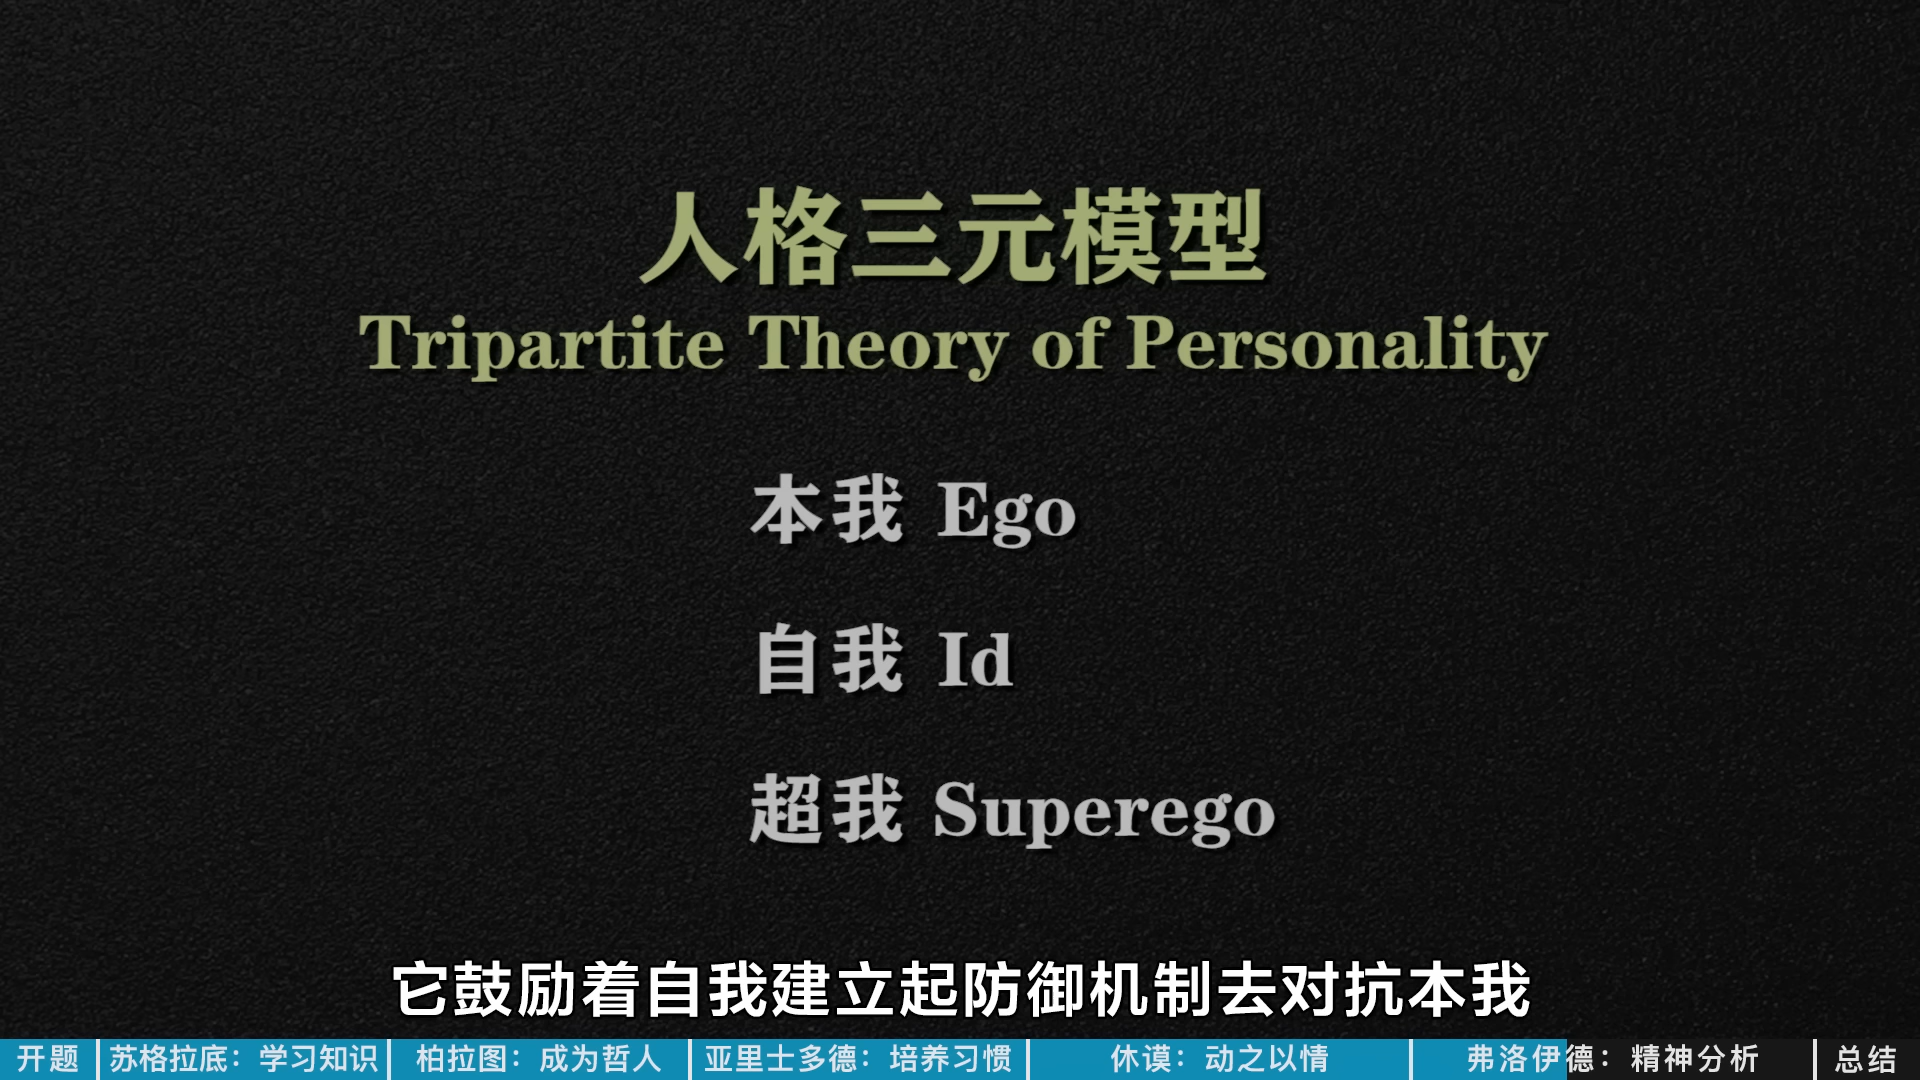 人格三元模型
Tripartite Theory of Personality
本我 Ego
自我 Id
超我 Superego
它鼓励着自我建立起防御机制去对抗本我
开题 苏格拉底：学习知识 柏拉图：成为哲人 亚里士多德：培养习惯 休谟：动之以情 弗洛伊德：精神分析 总结